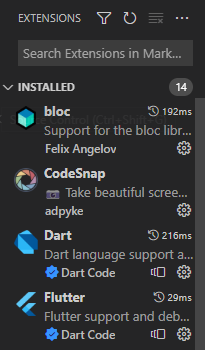 EXTENSIONS
Search Extensions in Mark...
INSTALLED 14
bloc 192ms
Support for the bloc libr...
Felix Angelov
CodeSnap
📷 Take beautiful scree...
adpyke
Dart 216ms
Dart language support a...
Dart Code
Flutter 29ms
Flutter support and deb...
Dart Code